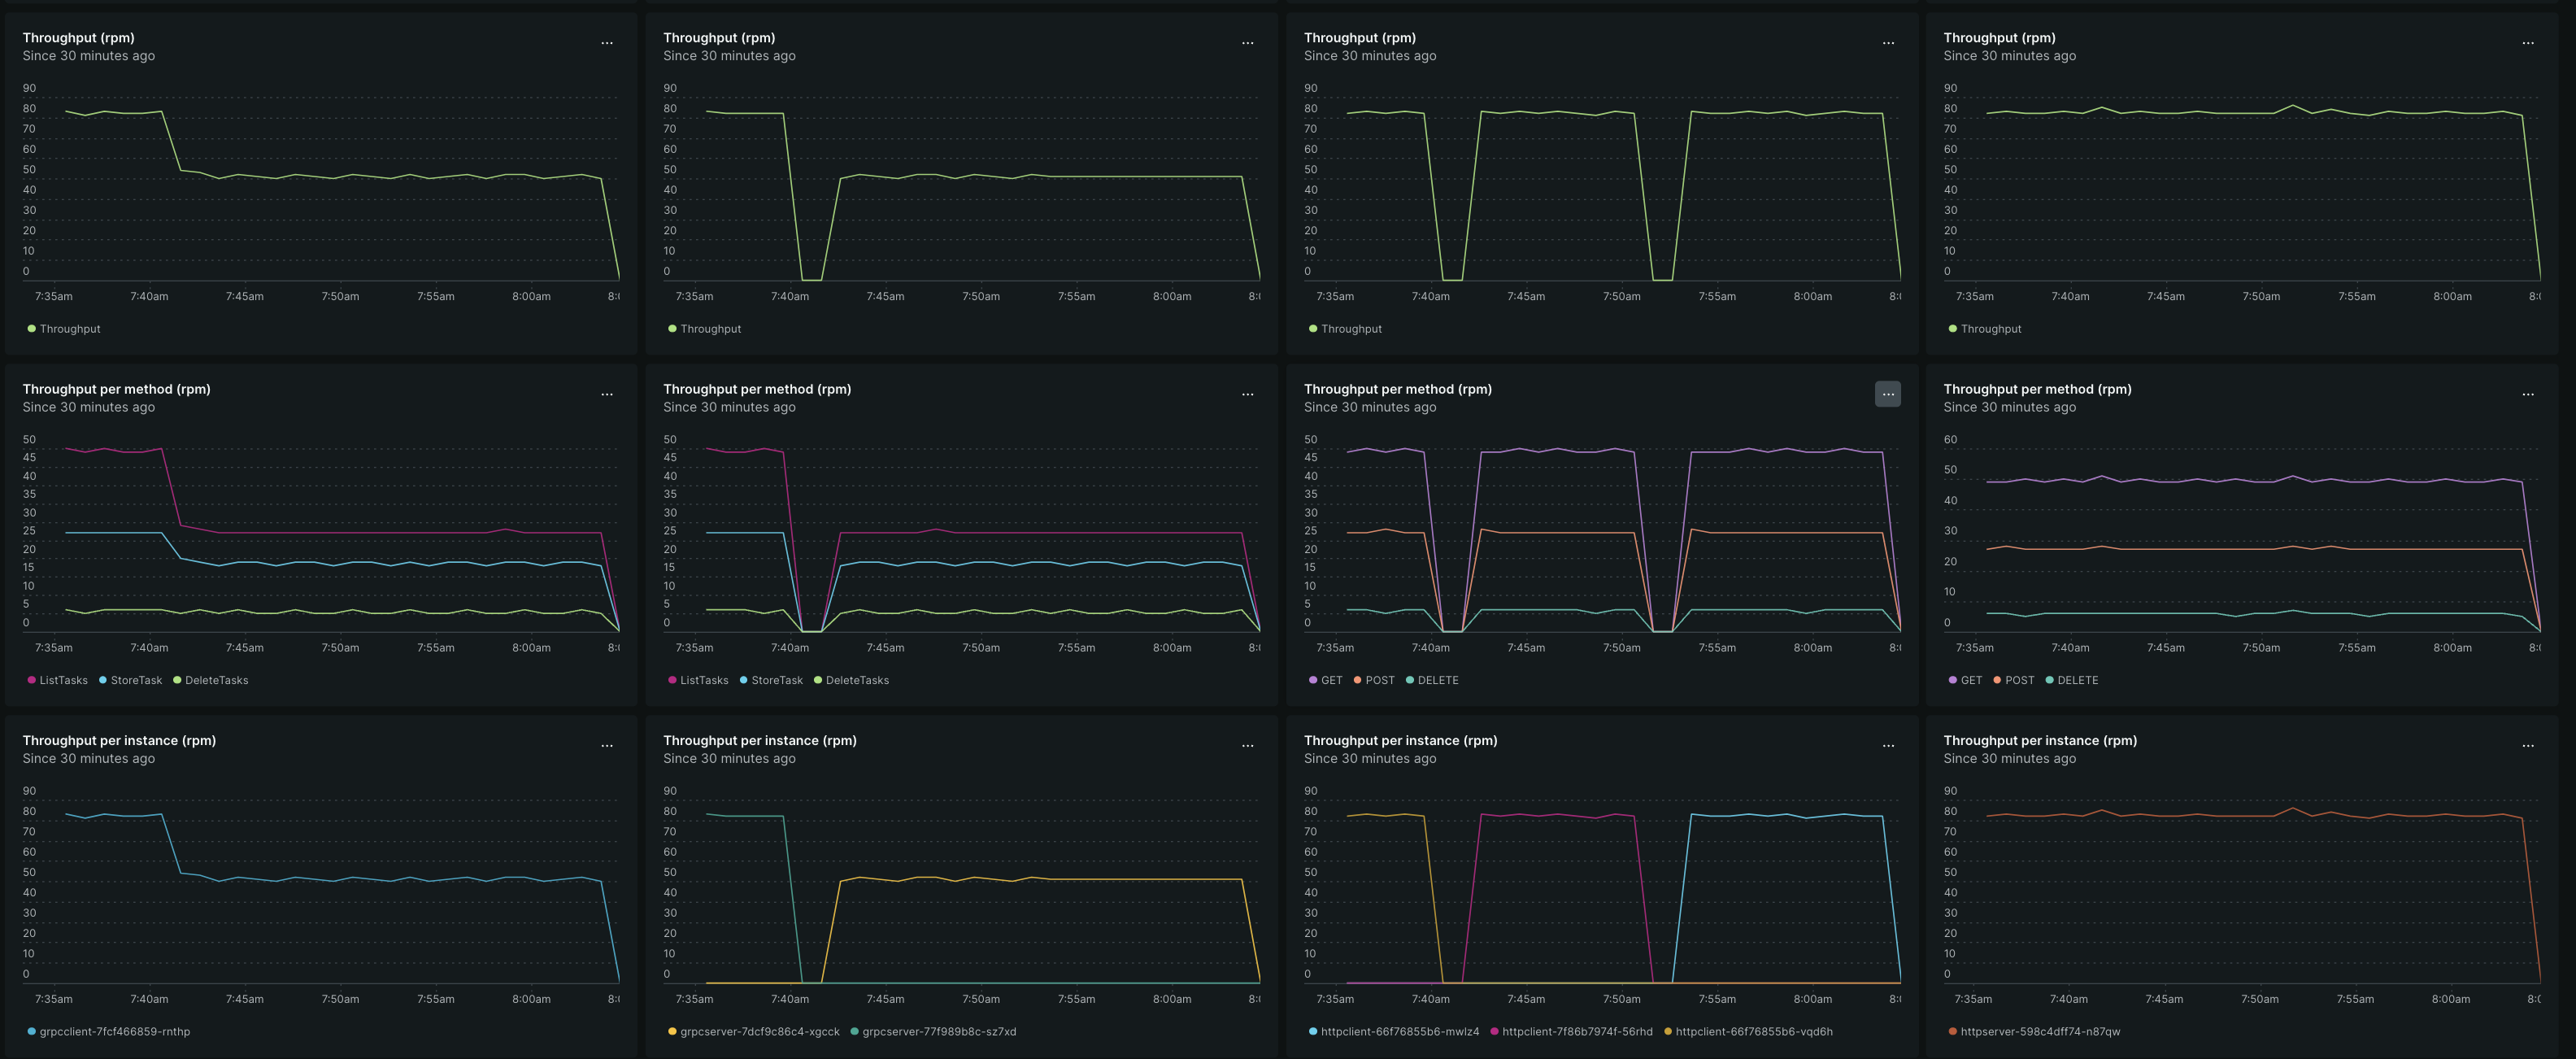 Throughput (rpm)
Since 30 minutes ago
...
90
80
70
60
50
40
30
20
10
0
7:35am 7:40am 7:45am 7:50am 7:55am 8:00am 8:0
Throughput
Throughput (rpm)
Since 30 minutes ago
...
90
80
70
60
50
40
30
20
10
0
7:35am 7:40am 7:45am 7:50am 7:55am 8:00am 8:0
Throughput
Throughput (rpm)
Since 30 minutes ago
...
90
80
70
60
50
40
30
20
10
0
7:35am 7:40am 7:45am 7:50am 7:55am 8:00am 8:0
Throughput
Throughput (rpm)
Since 30 minutes ago
...
90
80
70
60
50
40
30
20
10
0
7:35am 7:40am 7:45am 7:50am 7:55am 8:00am 8:0
Throughput
Throughput per method (rpm)
Since 30 minutes ago
...
50
45
40
35
30
25
20
15
10
5
0
7:35am 7:40am 7:45am 7:50am 7:55am 8:00am 8:0
ListTasks StoreTask DeleteTasks
Throughput per method (rpm)
Since 30 minutes ago
...
50
45
40
35
30
25
20
15
10
5
0
7:35am 7:40am 7:45am 7:50am 7:55am 8:00am 8:0
ListTasks StoreTask DeleteTasks
Throughput per method (rpm)
Since 30 minutes ago
...
50
45
40
35
30
25
20
15
10
5
0
7:35am 7:40am 7:45am 7:50am 7:55am 8:00am 8:0
GET POST DELETE
Throughput per method (rpm)
Since 30 minutes ago
...
60
50
40
30
20
10
0
7:35am 7:40am 7:45am 7:50am 7:55am 8:00am 8:0
GET POST DELETE
Throughput per instance (rpm)
Since 30 minutes ago
...
90
80
70
60
50
40
30
20
10
0
7:35am 7:40am 7:45am 7:50am 7:55am 8:00am 8:0
grpcclient-7fcf466859-rnthp
Throughput per instance (rpm)
Since 30 minutes ago
...
90
80
70
60
50
40
30
20
10
0
7:35am 7:40am 7:45am 7:50am 7:55am 8:00am 8:0
grpcserver-7dcf9c86c4-xgcck grpcserver-77f989b8c-sz7xd
Throughput per instance (rpm)
Since 30 minutes ago
...
90
80
70
60
50
40
30
20
10
0
7:35am 7:40am 7:45am 7:50am 7:55am 8:00am 8:0
httpclient-66f76855b6-mwlz4 httpclient-7f86b7974f-56rhd httpclient-66f76855b6-vqd6h
Throughput per instance (rpm)
Since 30 minutes ago
...
90
80
70
60
50
40
30
20
10
0
7:35am 7:40am 7:45am 7:50am 7:55am 8:00am 8:0
httpserver-598c4dff74-n87qw